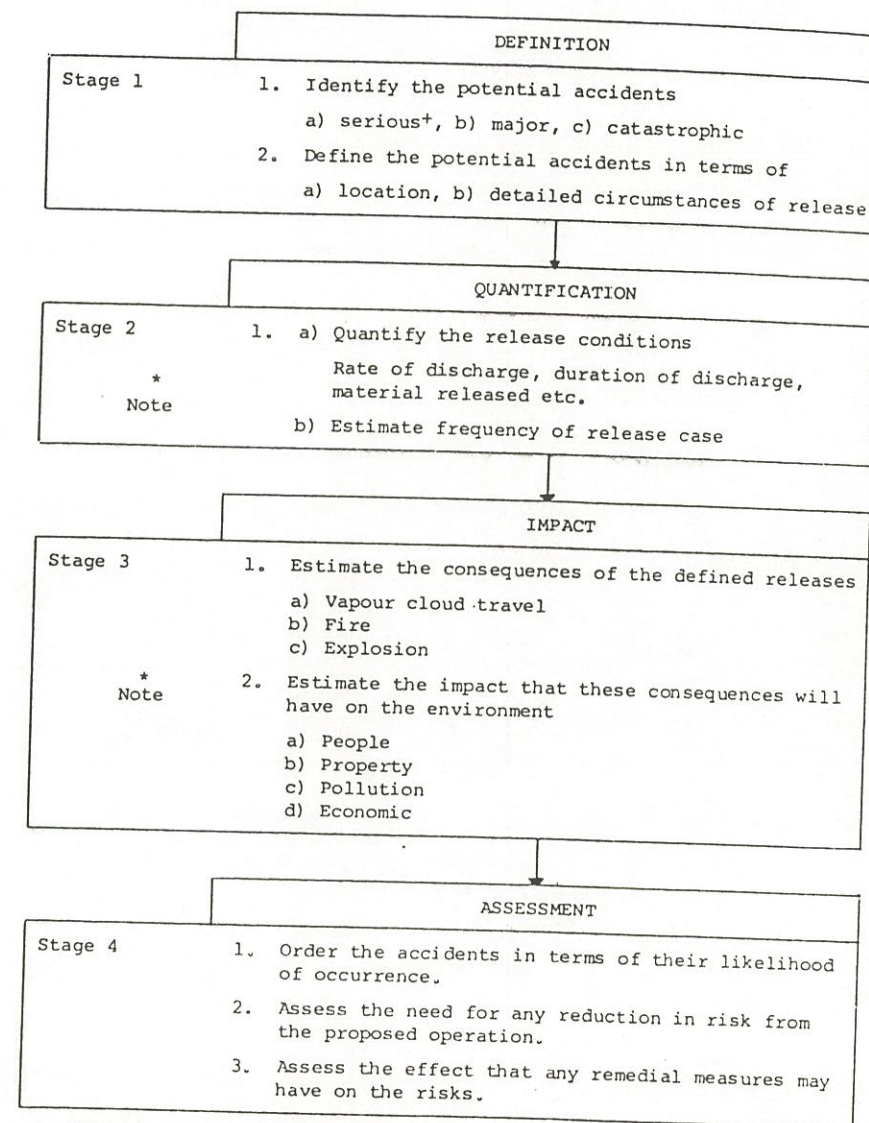 DEFINITION
Stage 1
1. Identify the potential accidents
a) serious+, b) major, c) catastrophic
2. Define the potential accidents in terms of
a) location, b) detailed circumstances of release
QUANTIFICATION
Stage 2
*
Note
1. a) Quantify the release conditions
Rate of discharge, duration of discharge,
material released etc.
b) Estimate frequency of release case
IMPACT
Stage 3
*
Note
1. Estimate the consequences of the defined releases
a) Vapour cloud travel
b) Fire
c) Explosion
2. Estimate the impact that these consequences will
have on the environment
a) People
b) Property
c) Pollution
d) Economic
ASSESSMENT
Stage 4
1. Order the accidents in terms of their likelihood
of occurrence.
2. Assess the need for any reduction in risk from
the proposed operation.
3. Assess the effect that any remedial measures may
have on the risks.